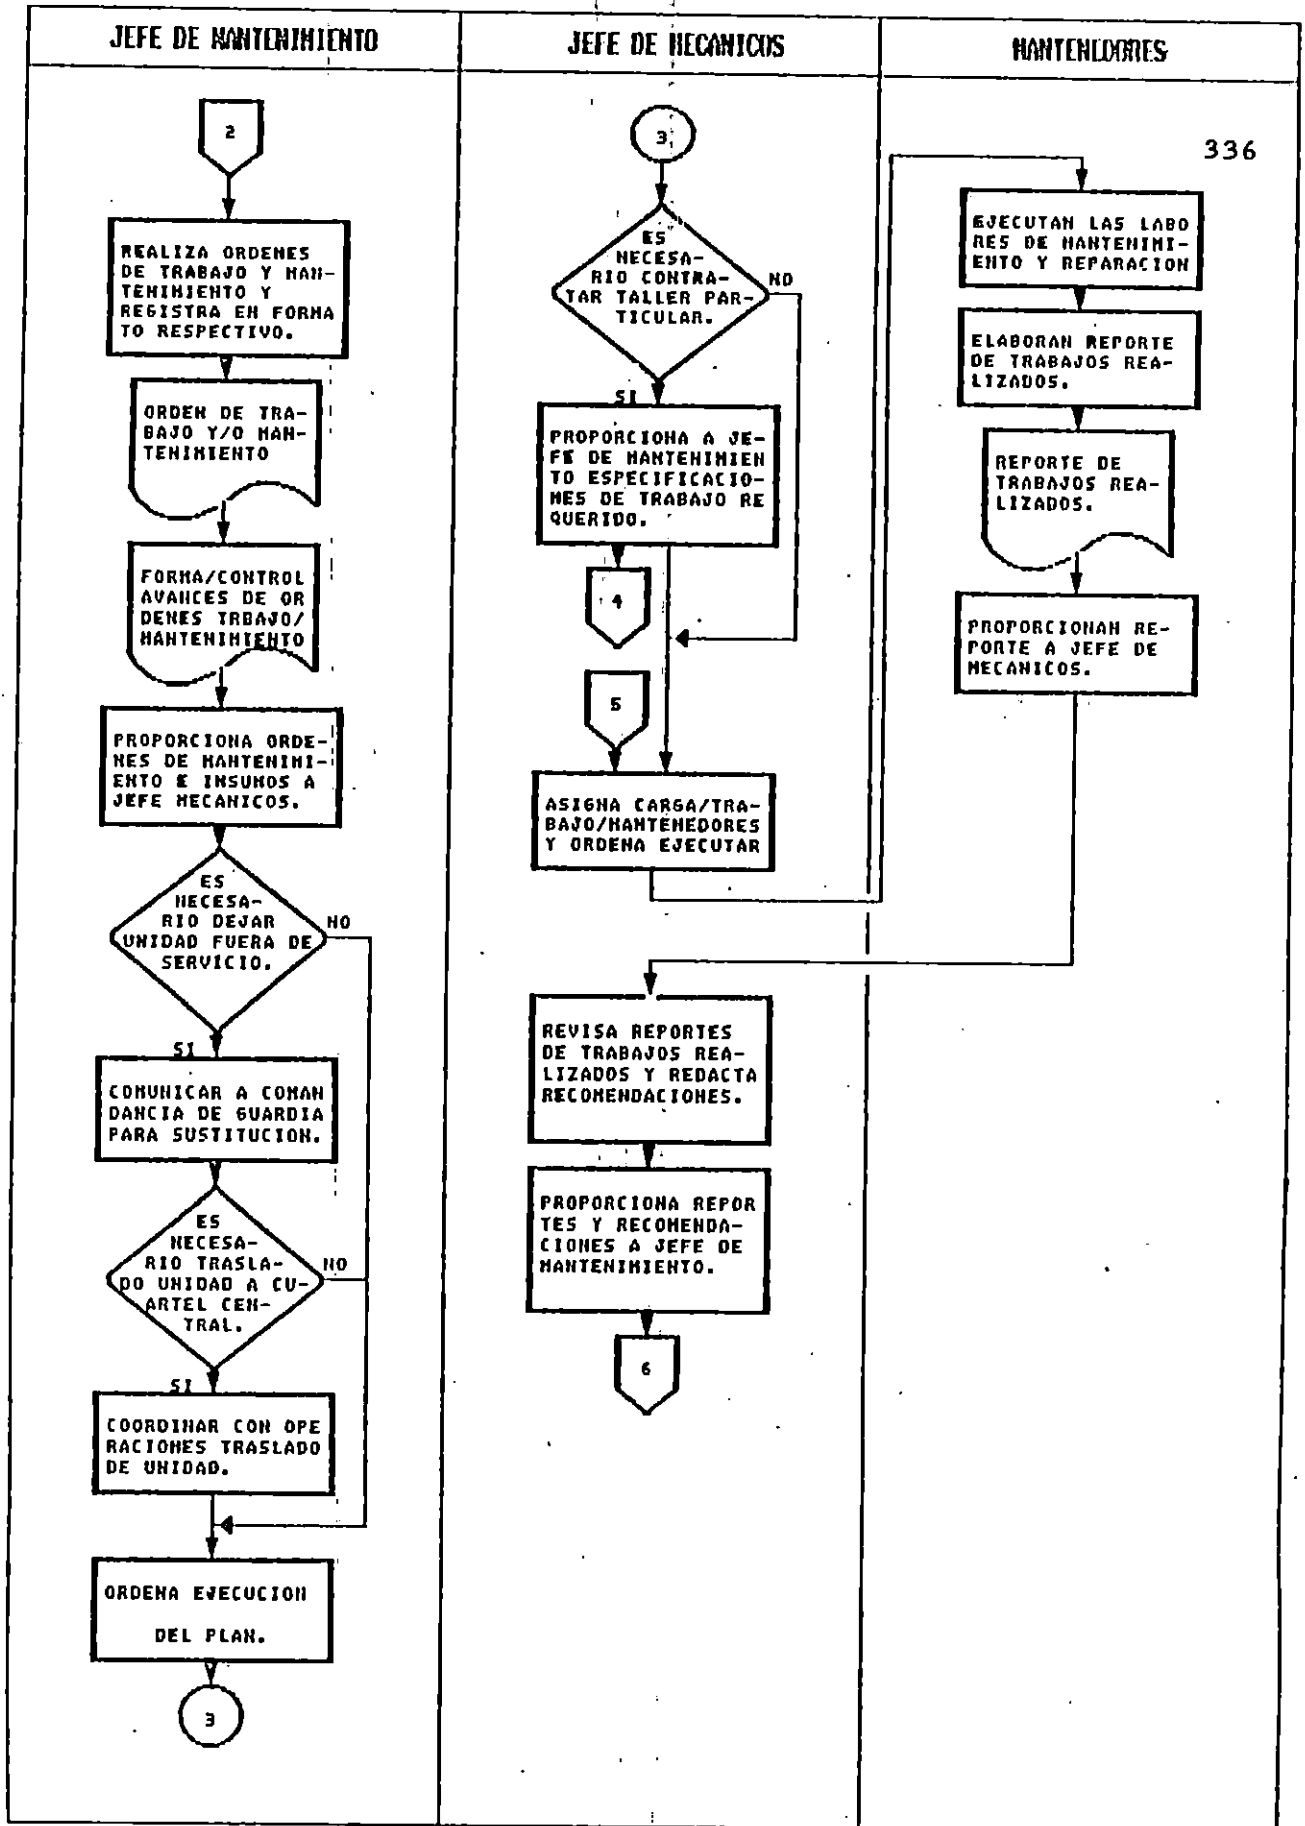 JEFE DE MANTENIMIENTO
JEFE DE MECANICOS
MANTENEDORES
336
2
REALIZA ORDENES
DE TRABAJO Y MAN-
TENIMIENTO Y
REGISTRA EN FORMA
TO RESPECTIVO.
ORDEN DE TRA-
BAJO Y/O MAN-
TENIMIENTO
FORMA/CONTROL
AVANCES DE OR
DENES TRBAJO/
MANTENIMIENTO
PROPORCIONA ORDE-
NES DE MANTENIMI-
ENTO E INSUMOS A
JEFE MECANICOS.
ES
NECESA-
RIO DEJAR
UNIDAD FUERA DE
SERVICIO.
NO
SI
COMUNICAR A COMAN
DANCIA DE GUARDIA
PARA SUSTITUCION.
ES
NECESA-
RIO TRASLA-
DO UNIDAD A CU-
ARTEL CEN-
TRAL.
NO
SI
COORDINAR CON OPE
RACIONES TRASLADO
DE UNIDAD.
ORDENA EJECUCION
DEL PLAN.
3
3
ES
NECESA-
RIO CONTRA-
TAR TALLER PAR-
TICULAR.
NO
SI
PROPORCIONA A JE-
FE DE MANTENIMIEN
TO ESPECIFICACIO-
NES DE TRABAJO RE
QUERIDO.
4
5
ASIGNA CARGA/TRA-
BAJO/MANTENEDORES
Y ORDENA EJECUTAR
REVISA REPORTES
DE TRABAJOS REA-
LIZADOS Y REDACTA
RECOMENDACIONES.
PROPORCIONA REPOR
TES Y RECOMENDA-
CIONES A JEFE DE
MANTENIMIENTO.
6
EJECUTAN LAS LABO
RES DE MANTENIMI-
ENTO Y REPARACION
ELABORAN REPORTE
DE TRABAJOS REA-
LIZADOS.
REPORTE DE
TRABAJOS REA-
LIZADOS.
PROPORCIONAN RE-
PORTE A JEFE DE
MECANICOS.